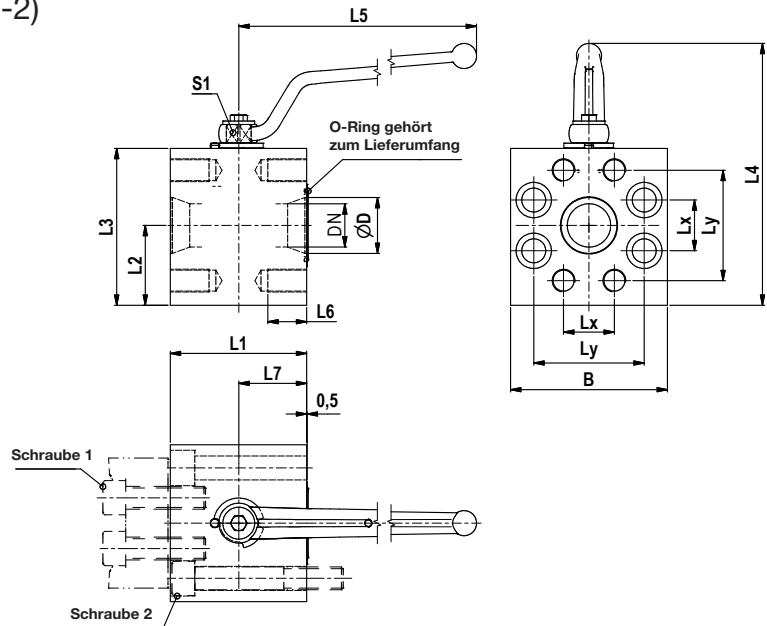 -2)
L5
S1
O-Ring gehört
zum Lieferumfang
L3
L2
DN
ØD
L6
L4
Lx
Ly
Lx
Ly
B
L1
L7
0,5
Schraube 1
Schraube 2